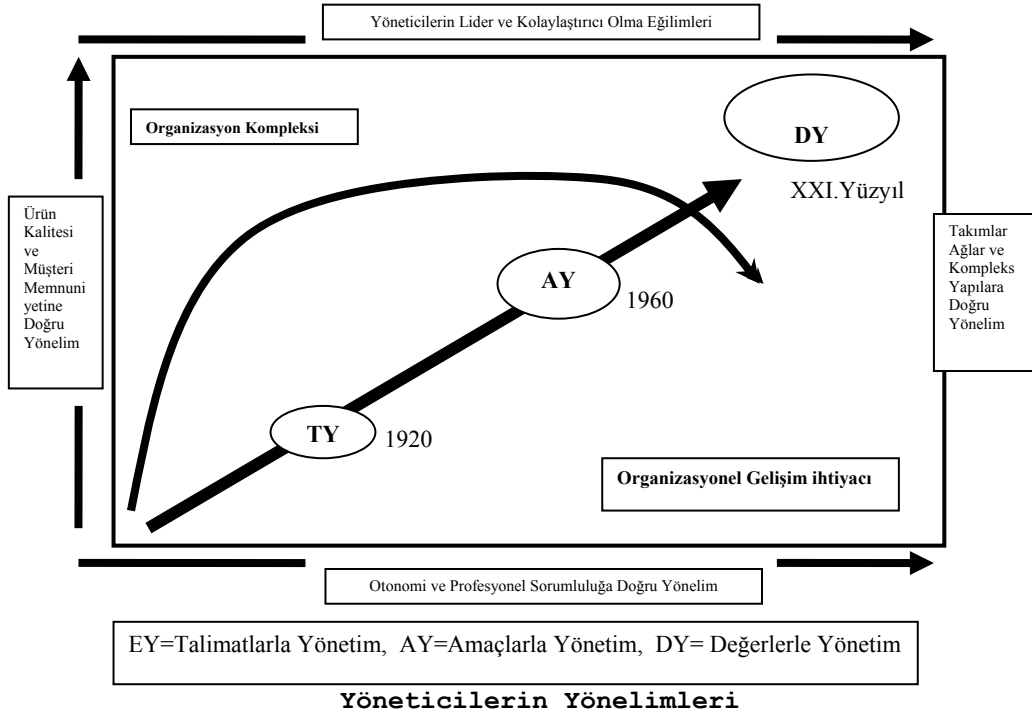 Yöneticilerin Lider ve Kolaylaştırıcı Olma Eğilimleri
Organizasyon Kompleksi
DY
XXI.Yüzyıl
Ürün
Kalitesi
ve
Müşteri
Memnuni
yetine
Doğru
Yönelim
Takımlar
Ağlar ve
Kompleks
Yapılara
Doğru
Yönelim
AY
1960
TY
1920
Organizasyonel Gelişim ihtiyacı
Otonomi ve Profesyonel Sorumluluğa Doğru Yönelim
EY=Talimatlarla Yönetim, AY=Amaçlarla Yönetim, DY= Değerlerle Yönetim
Yöneticilerin Yönelimleri